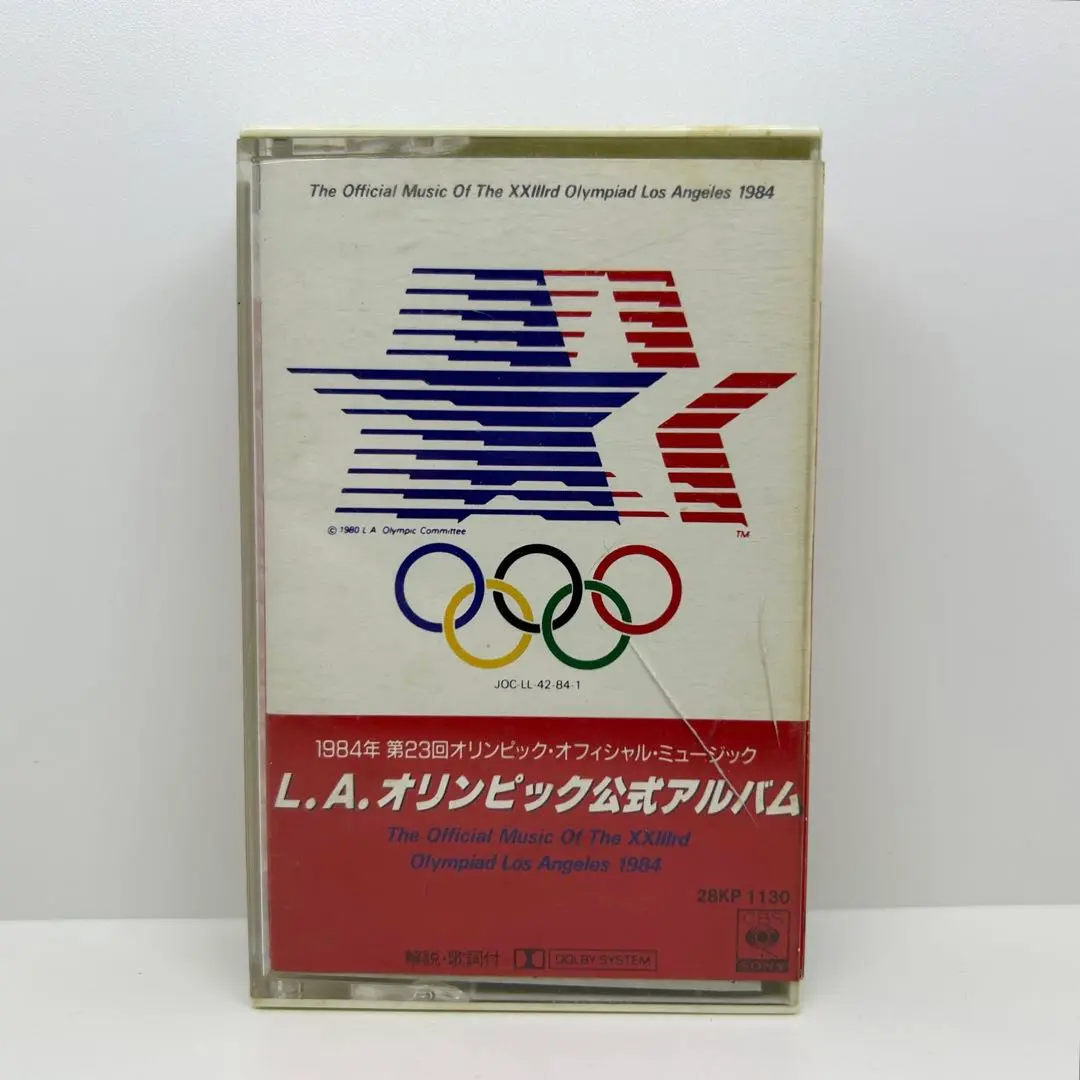 The Official Music Of The XXIIIrd Olympiad Los Angeles 1984
© 1980 L.A. Olympic Committee
TM
JOC-LL-42-84-1
1984年 第23回オリンピック・オフィシャル・ミュージック
L.A.オリンピック公式アルバム
The Official Music Of The XXIIIrd
Olympiad Los Angeles 1984
28KP 1130
CBS
SONY
解説・歌詞付 DOLBY SYSTEM